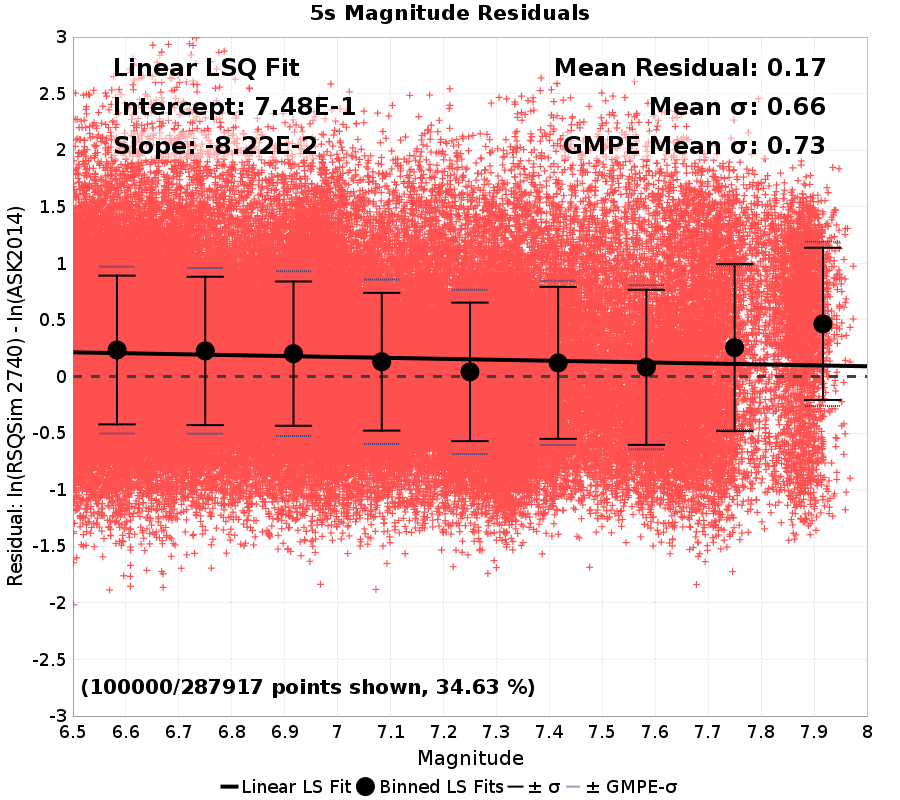 5s Magnitude Residuals
Linear LSQ Fit
Intercept: 7.48E-1
Slope: -8.22E-2
Mean Residual: 0.17
Mean σ: 0.66
GMPE Mean σ: 0.73
Residual: ln(RSQSim 2740) - ln(ASK2014)
3
2.5
2
1.5
1
0.5
0
-0.5
-1
-1.5
-2
-2.5
-3
(100000/287917 points shown, 34.63 %)
6.5 6.6 6.7 6.8 6.9 7 7.1 7.2 7.3 7.4 7.5 7.6 7.7 7.8 7.9 8
Magnitude
Linear LS Fit Binned LS Fits ± σ ± GMPE-σ